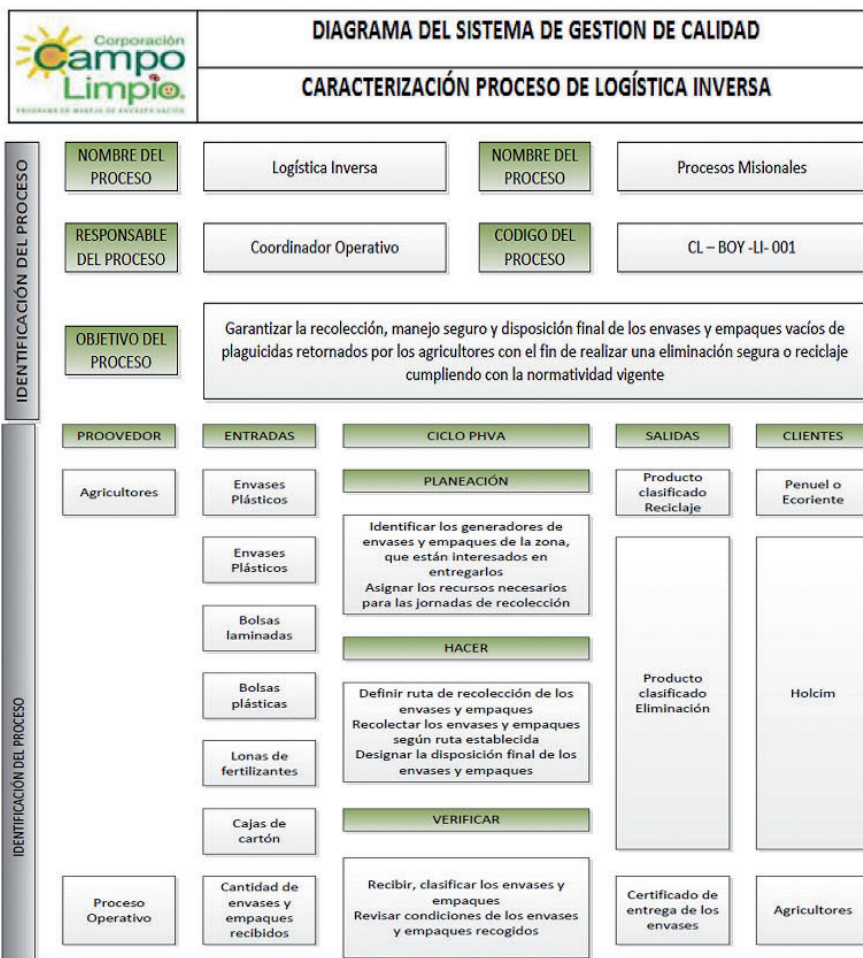 Corporación
Campo
Limpio
PROGRAMA DE MANEJO DE ENVASES VACÍOS
DIAGRAMA DEL SISTEMA DE GESTION DE CALIDAD
CARACTERIZACIÓN PROCESO DE LOGÍSTICA INVERSA
IDENTIFICACIÓN DEL PROCESO
NOMBRE DEL
PROCESO
Logística Inversa
NOMBRE DEL
PROCESO
Procesos Misionales
RESPONSABLE
DEL PROCESO
Coordinador Operativo
CODIGO DEL
PROCESO
CL – BOY -LI- 001
OBJETIVO DEL
PROCESO
Garantizar la recolección, manejo seguro y disposición final de los envases y empaques vacíos de
plaguicidas retornados por los agricultores con el fin de realizar una eliminación segura o reciclaje
cumpliendo con la normatividad vigente
IDENTIFICACIÓN DEL PROCESO
PROOVEDOR
ENTRADAS
CICLO PHVA
SALIDAS
CLIENTES
Agricultores
Envases
Plásticos
PLANEACIÓN
Producto
clasificado
Reciclaje
Penuel o
Ecoriente
Identificar los generadores de
envases y empaques de la zona,
que están interesados en
entregarlos
Asignar los recursos necesarios
para las jornadas de recolección
Envases
Plásticos
Bolsas
laminadas
HACER
Bolsas
plásticas
Definir ruta de recolección de los
envases y empaques
Recolectar los envases y empaques
según ruta establecida
Designar la disposición final de los
envases y empaques
Producto
clasificado
Eliminación
Holcim
Lonas de
fertilizantes
Cajas de
cartón
VERIFICAR
Proceso
Operativo
Cantidad de
envases y
empaques
recibidos
Recibir, clasificar los envases y
empaques
Revisar condiciones de los envases
y empaques recogidos
Certificado de
entrega de los
envases
Agricultores